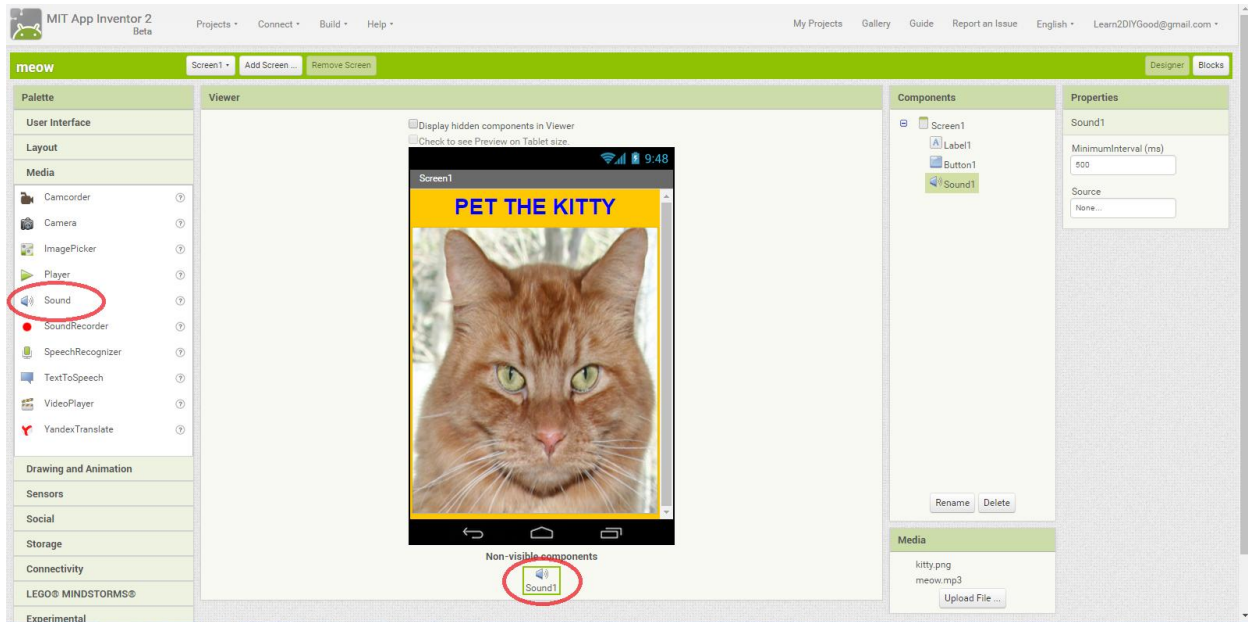 MIT App Inventor 2
Beta
Projects Connect Build Help
My Projects Gallery Guide Report an Issue English Learn2DIYGood@gmail.com
meow
Screen1 Add Screen ... Remove Screen
Designer Blocks
Palette
User Interface
Layout
Media
Camcorder
Camera
ImagePicker
Player
Sound
SoundRecorder
SpeechRecognizer
TextToSpeech
VideoPlayer
YandexTranslate
Drawing and Animation
Sensors
Social
Storage
Connectivity
LEGO® MINDSTORMS®
Experimental
Viewer
Display hidden components in Viewer
Check to see Preview on Tablet size.
9:48
Screen1
PET THE KITTY
Non-visible components
Sound1
Components
Screen1
Label1
Button1
Sound1
Rename Delete
Media
kitty.png
meow.mp3
Upload File ...
Properties
Sound1
MinimumInterval (ms)
500
Source
None...